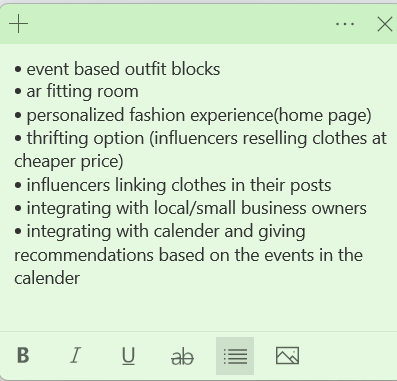 • event based outfit blocks
• ar fitting room
• personalized fashion experience(home page)
• thrifting option (influencers reselling clothes at
cheaper price)
• influencers linking clothes in their posts
• integrating with local/small business owners
• integrating with calender and giving
recommendations based on the events in the
calender
B I U ab